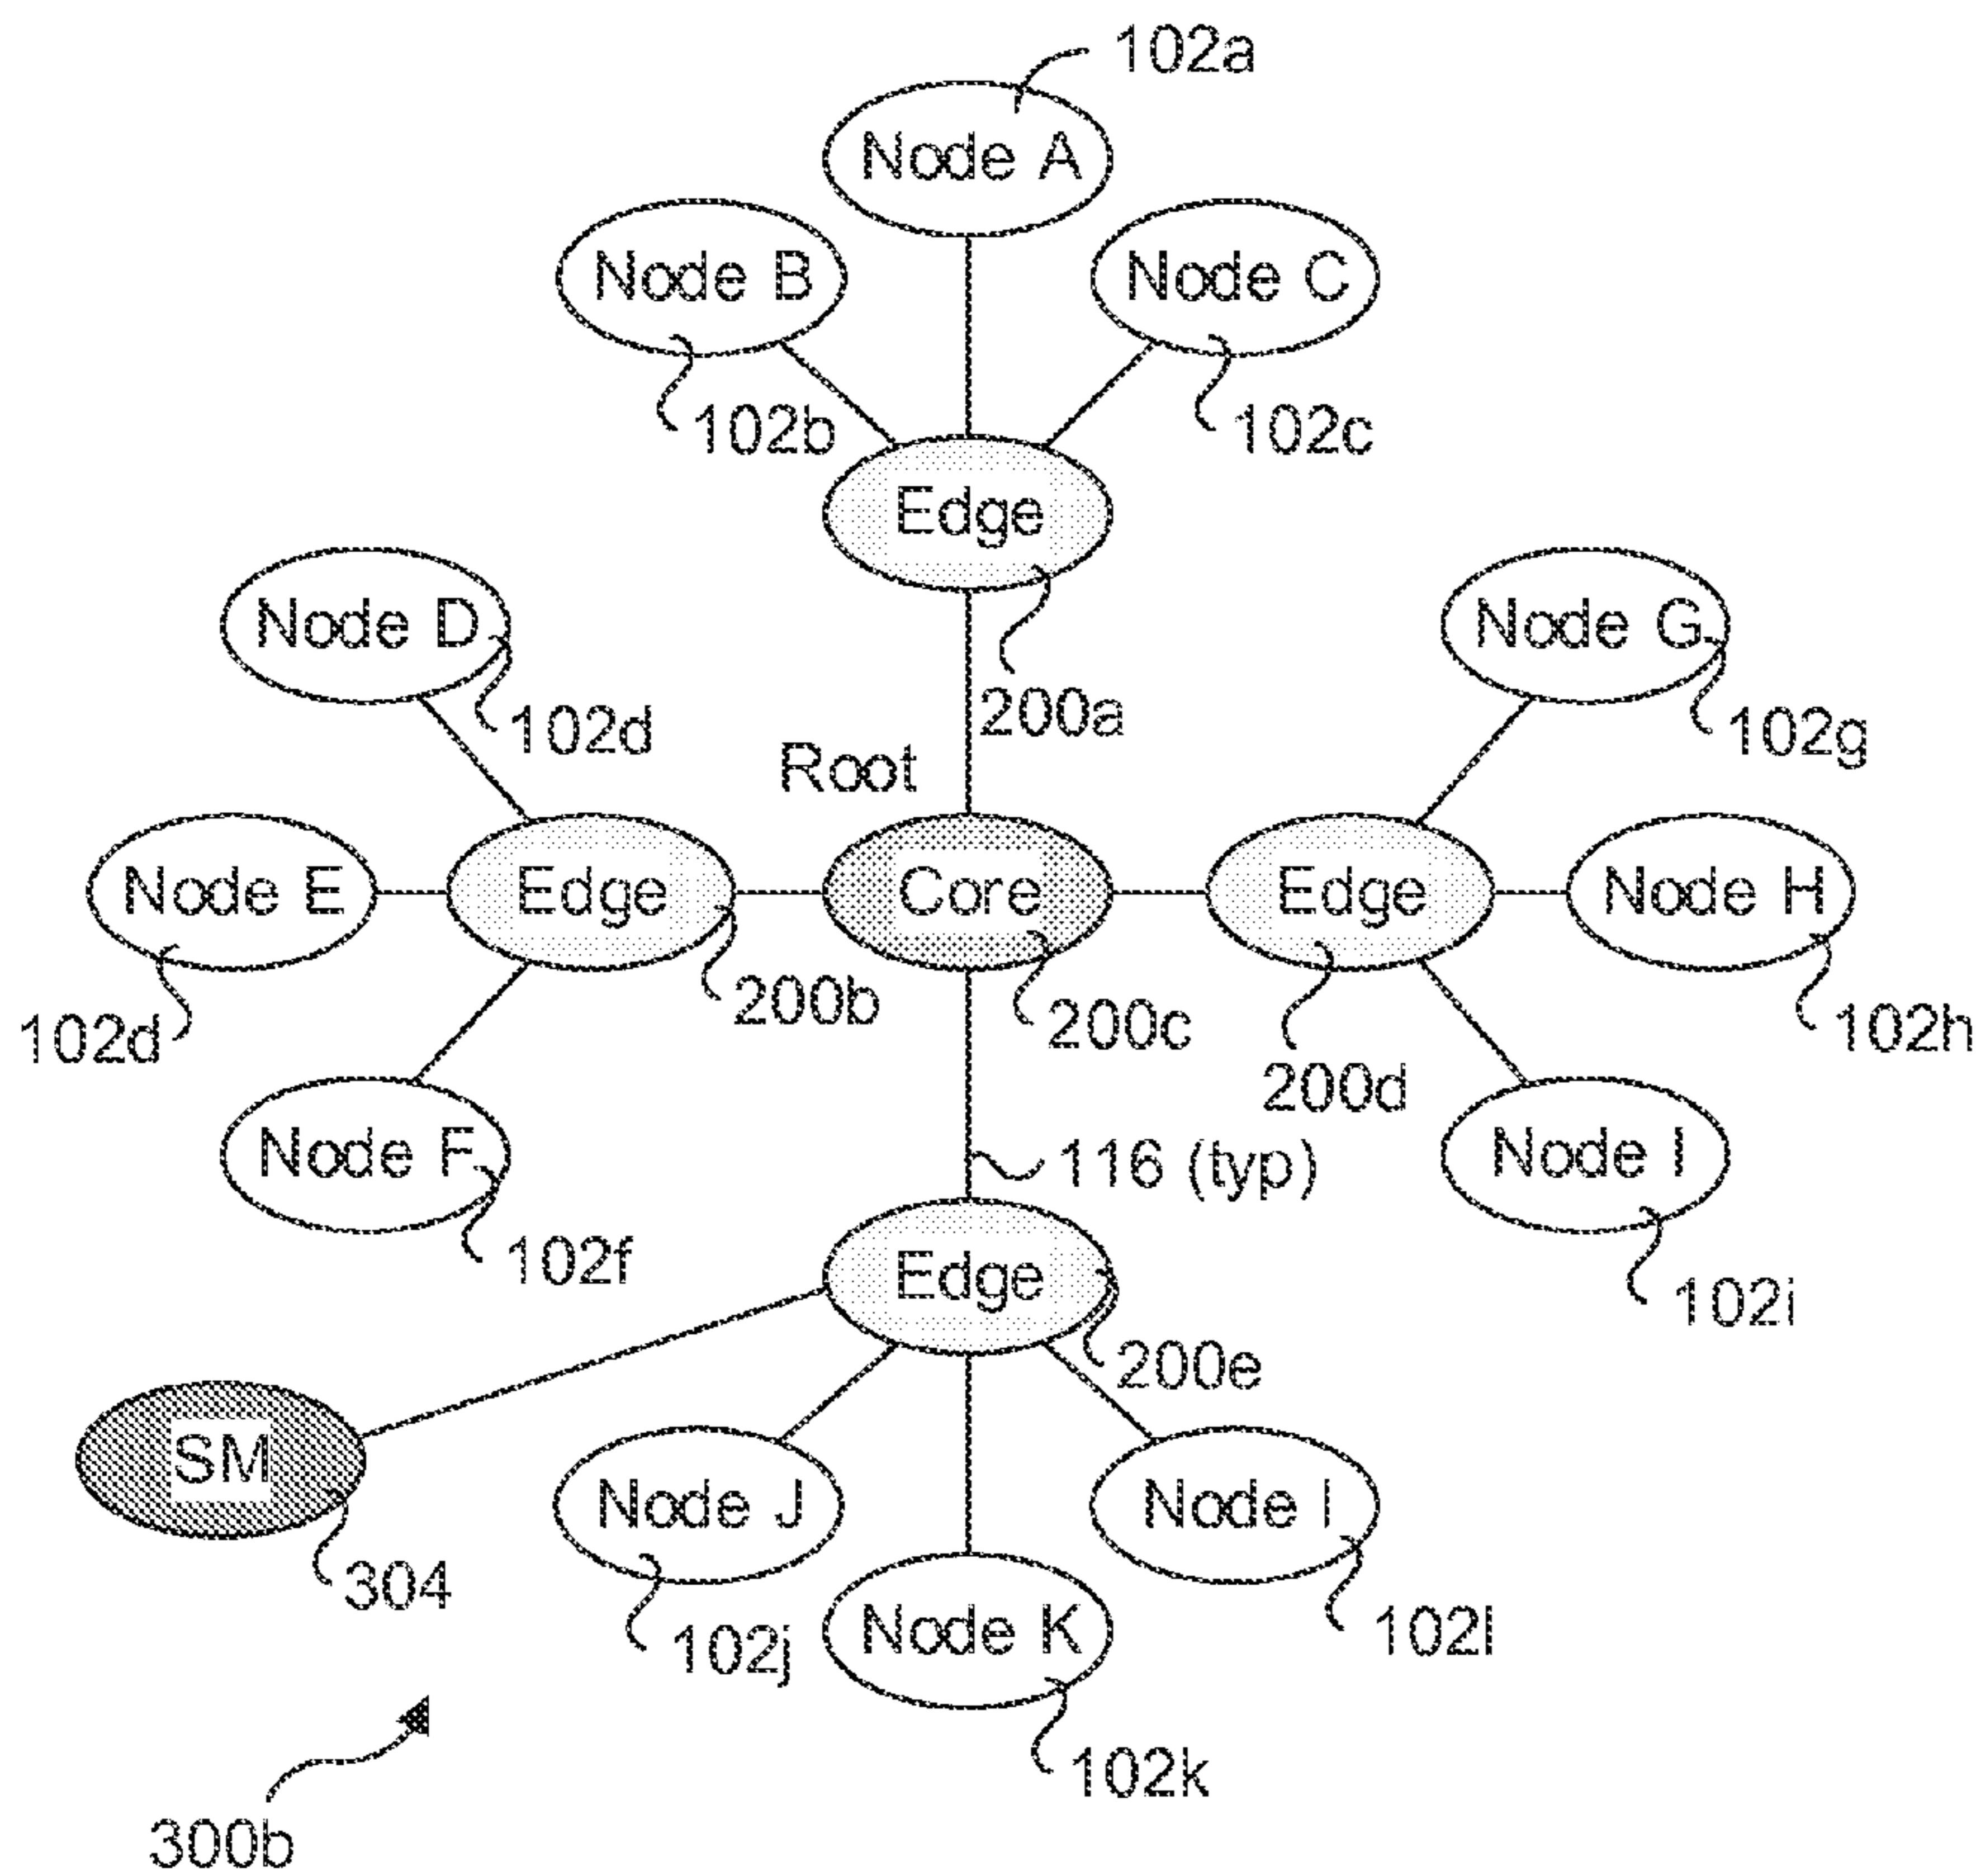 102a
Node A
Node B
Node C
102b
102c
Edge
Node D
Node G
200a
102d
102g
Root
Node E
Edge
Core
Edge
Node H
200b
200c
102d
102h
200d
Node F
116 (typ)
Node I
102f
Edge
102i
200e
SM
Node J
Node I
304
102j
Node K
102l
102k
300b